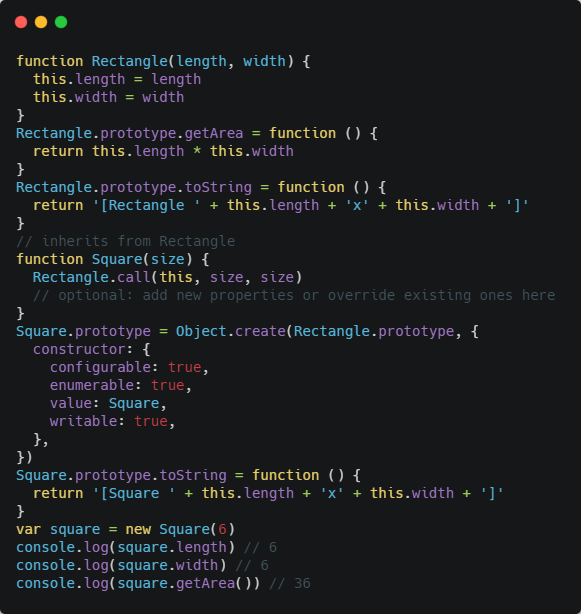 function Rectangle(length, width) {
  this.length = length
  this.width = width
}
Rectangle.prototype.getArea = function () {
  return this.length * this.width
}
Rectangle.prototype.toString = function () {
  return '[Rectangle ' + this.length + 'x' + this.width + ']'
}
// inherits from Rectangle
function Square(size) {
  Rectangle.call(this, size, size)
  // optional: add new properties or override existing ones here
}
Square.prototype = Object.create(Rectangle.prototype, {
  constructor: {
    configurable: true,
    enumerable: true,
    value: Square,
    writable: true,
  },
})
Square.prototype.toString = function () {
  return '[Square ' + this.length + 'x' + this.width + ']'
}
var square = new Square(6)
console.log(square.length) // 6
console.log(square.width) // 6
console.log(square.getArea()) // 36